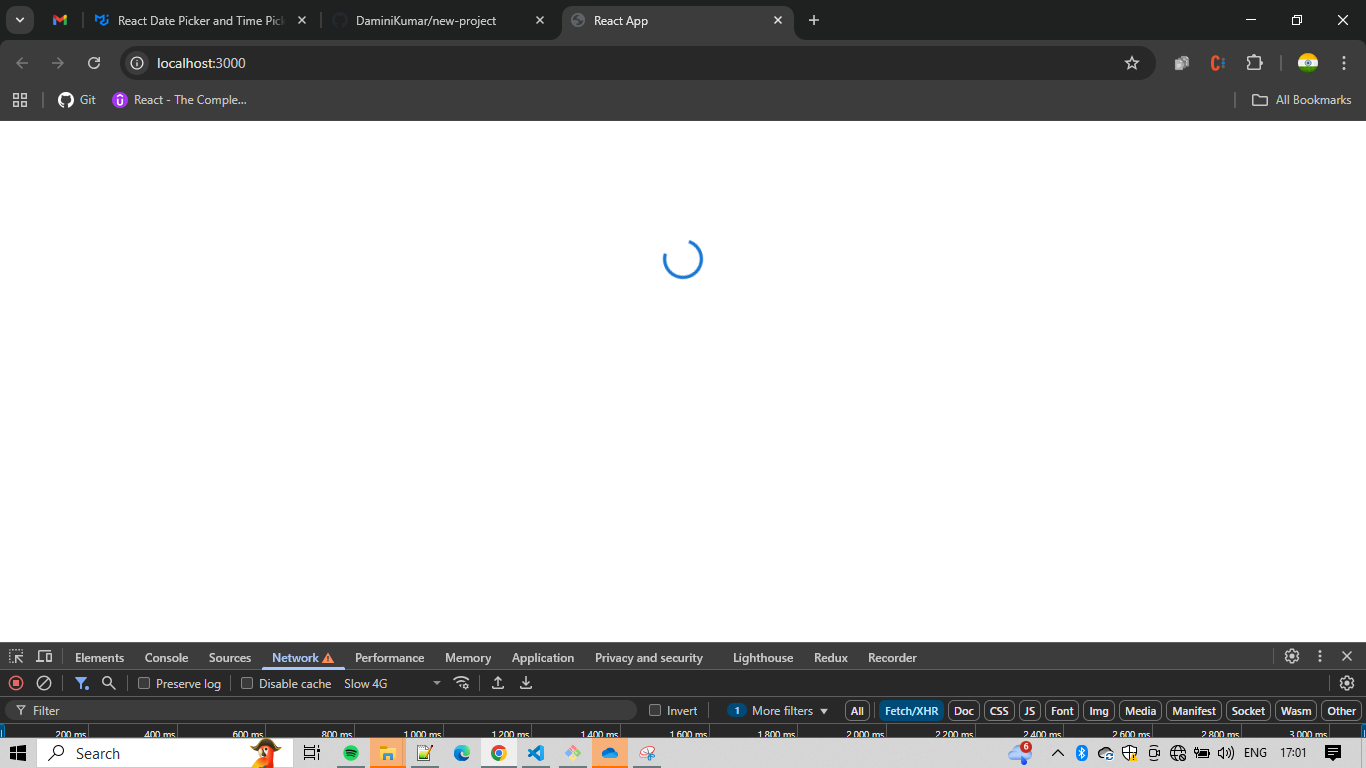 React Date Picker and Time Pick
DaminiKumar/new-project
React App
localhost:3000
Git
React - The Comple...
All Bookmarks
Elements
Console
Sources
Network
Performance
Memory
Application
Privacy and security
Lighthouse
Redux
Recorder
Preserve log
Disable cache
Slow 4G
Filter
Invert
1
More filters
All
Fetch/XHR
Doc
CSS
JS
Font
Img
Media
Manifest
Socket
Wasm
Other
200 ms
400 ms
600 ms
800 ms
1,000 ms
1,200 ms
1,400 ms
1,600 ms
1,800 ms
2,000 ms
2,200 ms
2,400 ms
2,600 ms
2,800 ms
3,000 ms
Search
6
ENG
17:01